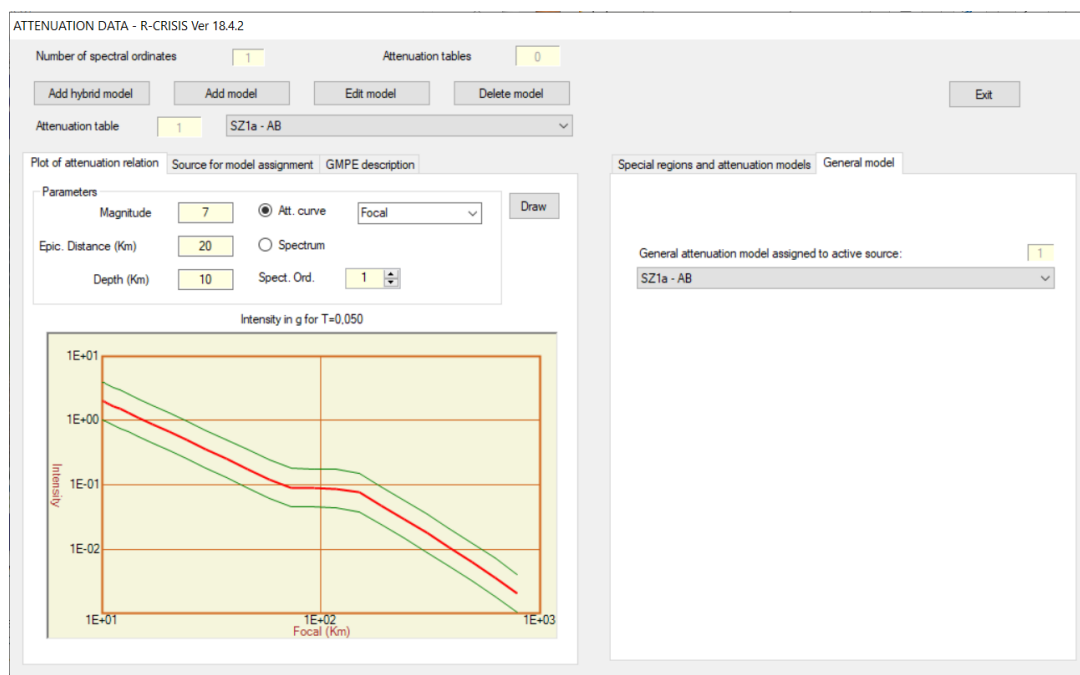 ATTENUATION DATA - R-CRISIS Ver 18.4.2
Number of spectral ordinates 1 Attenuation tables 0
Add hybrid model Add model Edit model Delete model Exit
Attenuation table 1 SZ1a - AB
Plot of attenuation relation Source for model assignment GMPE description
Parameters
Magnitude 7 Att. curve Focal Draw
Epic. Distance (Km) 20 Spectrum
Depth (Km) 10 Spect. Ord. 1
Intensity in g for T=0,050
1E+01
1E+00
1E-01
1E-02
Intensity
1E+01 1E+02 1E+03
Focal (Km)
Special regions and attenuation models General model
General attenuation model assigned to active source: 1
SZ1a - AB